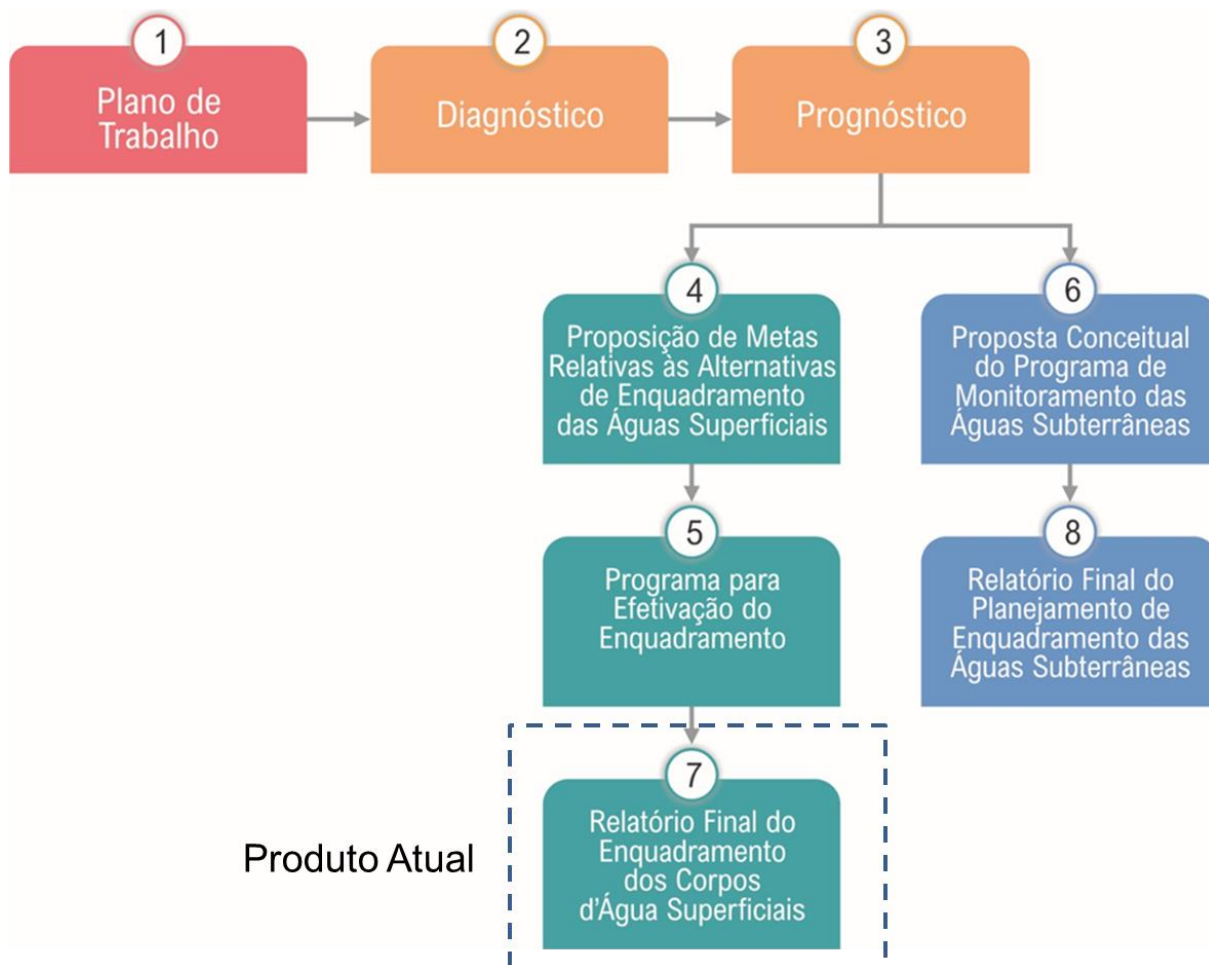 1
Plano de
Trabalho
2
Diagnóstico
3
Prognóstico
4
Proposição de Metas
Relativas às Alternativas
de Enquadramento
das Águas Superficiais
6
Proposta Conceitual
do Programa de
Monitoramento das
Águas Subterrâneas
5
Programa para
Efetivação do
Enquadramento
8
Relatório Final do
Planejamento de
Enquadramento das
Águas Subterrâneas
7
Relatório Final do
Enquadramento
dos Corpos
d'Água Superficiais
Produto Atual